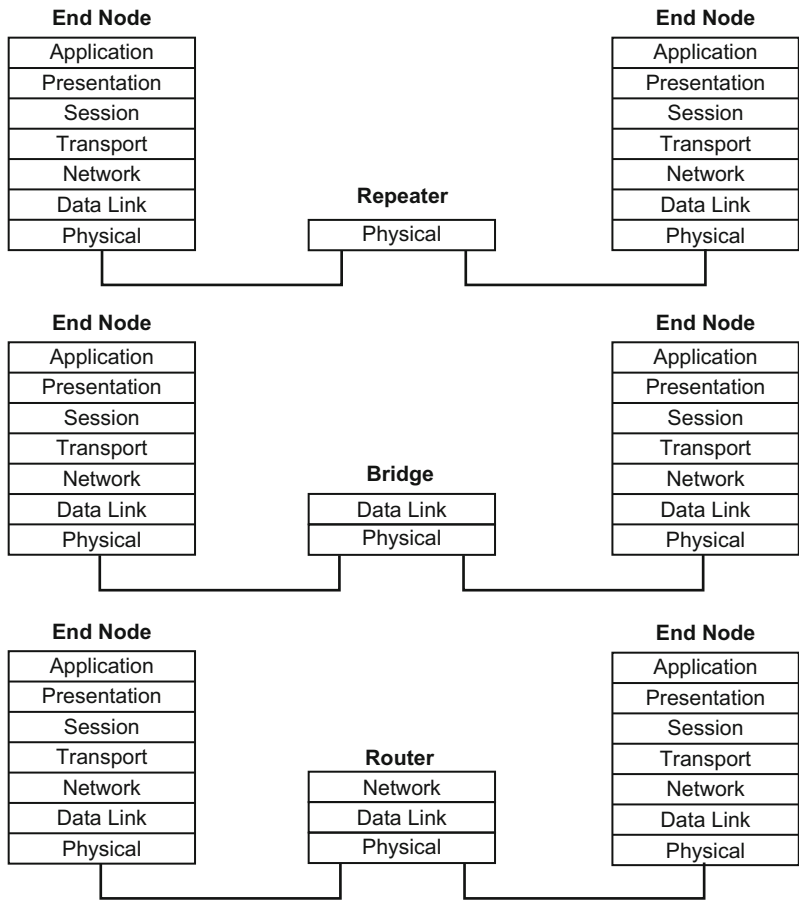 End Node
End Node
Application
Application
Presentation
Presentation
Session
Session
Transport
Transport
Network
Network
Repeater
Data Link
Data Link
Physical
Physical
Physical
End Node
End Node
Application
Application
Presentation
Presentation
Session
Session
Transport
Transport
Network
Bridge
Network
Data Link
Data Link
Data Link
Physical
Physical
Physical
End Node
End Node
Application
Application
Presentation
Presentation
Session
Session
Transport
Router
Transport
Network
Network
Network
Data Link
Data Link
Data Link
Physical
Physical
Physical